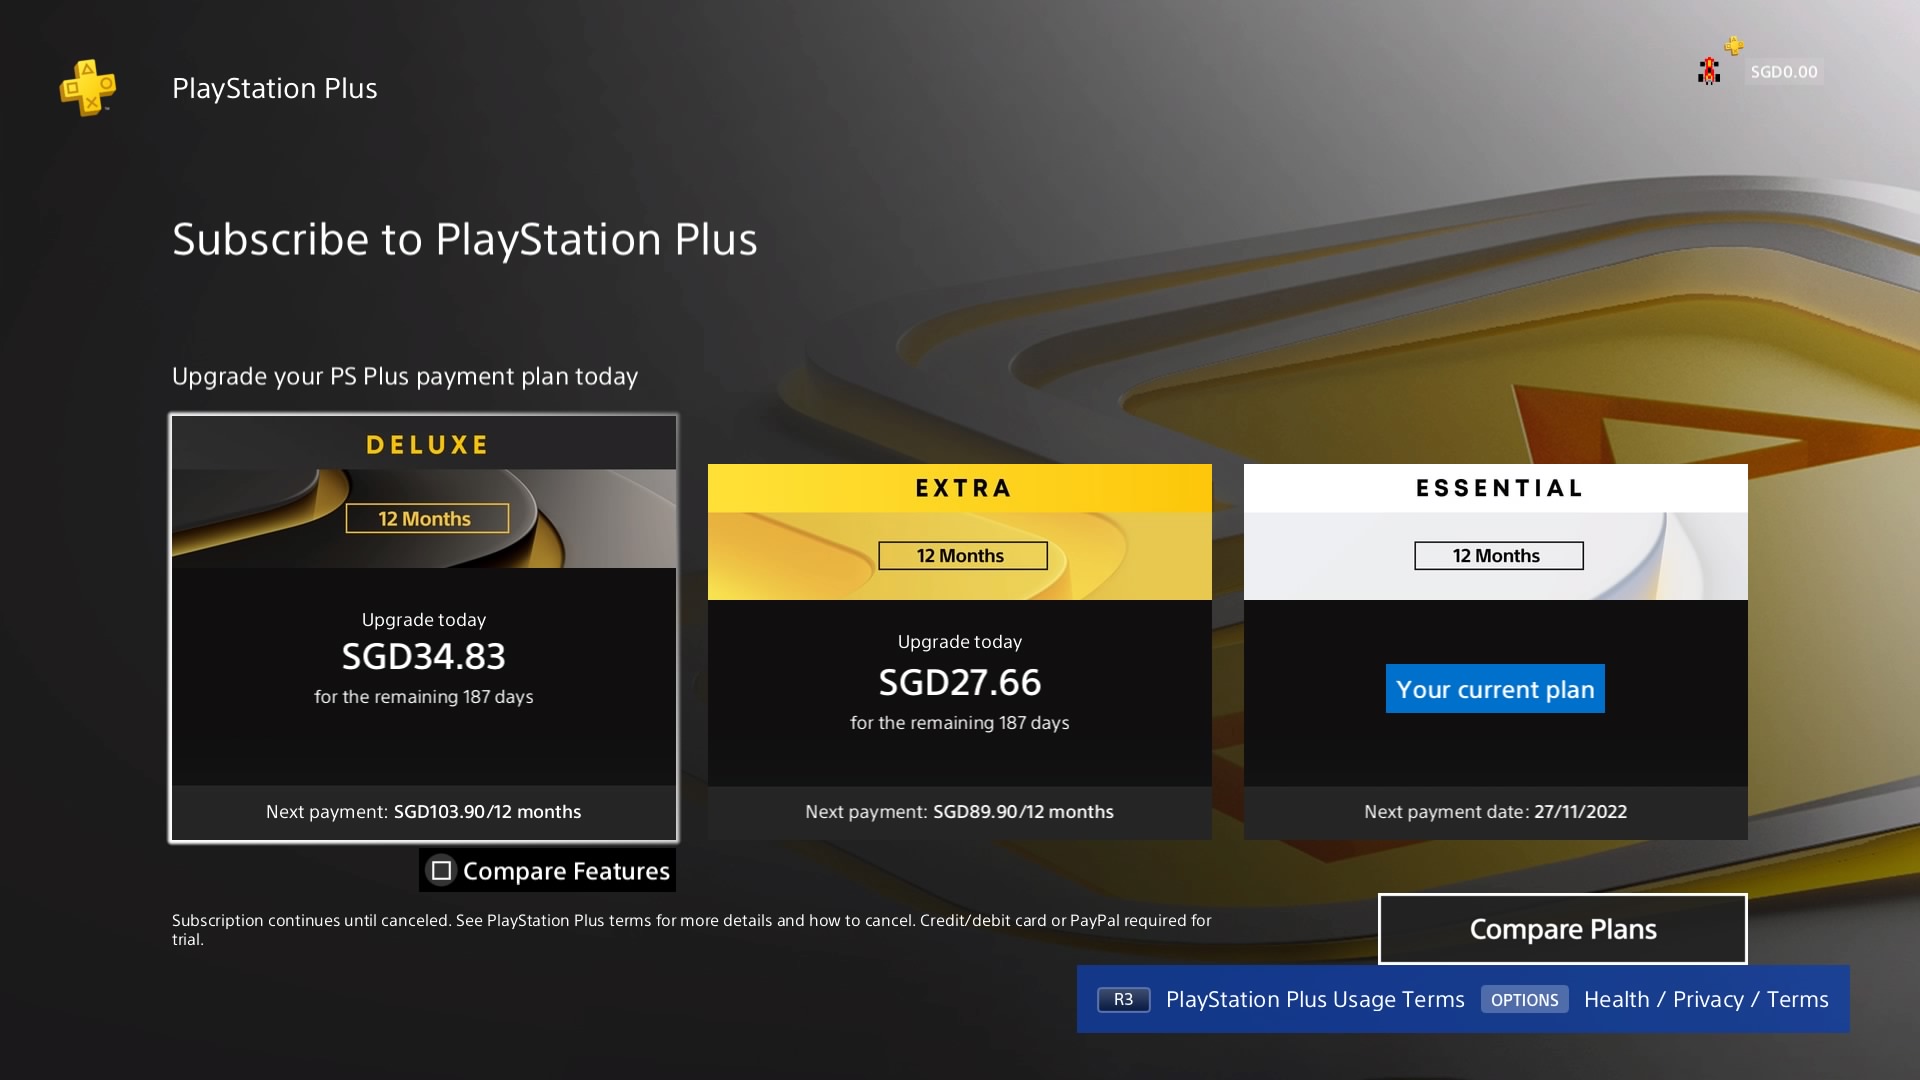 PlayStation Plus
SGD0.00
Subscribe to PlayStation Plus
Upgrade your PS Plus payment plan today
DELUXE
12 Months
Upgrade today
SGD34.83
for the remaining 187 days
Next payment: SGD103.90/12 months
Compare Features
EXTRA
12 Months
Upgrade today
SGD27.66
for the remaining 187 days
Next payment: SGD89.90/12 months
ESSENTIAL
12 Months
Your current plan
Next payment date: 27/11/2022
Subscription continues until canceled. See PlayStation Plus terms for more details and how to cancel. Credit/debit card or PayPal required for
trial.
Compare Plans
R3 PlayStation Plus Usage Terms OPTIONS Health / Privacy / Terms